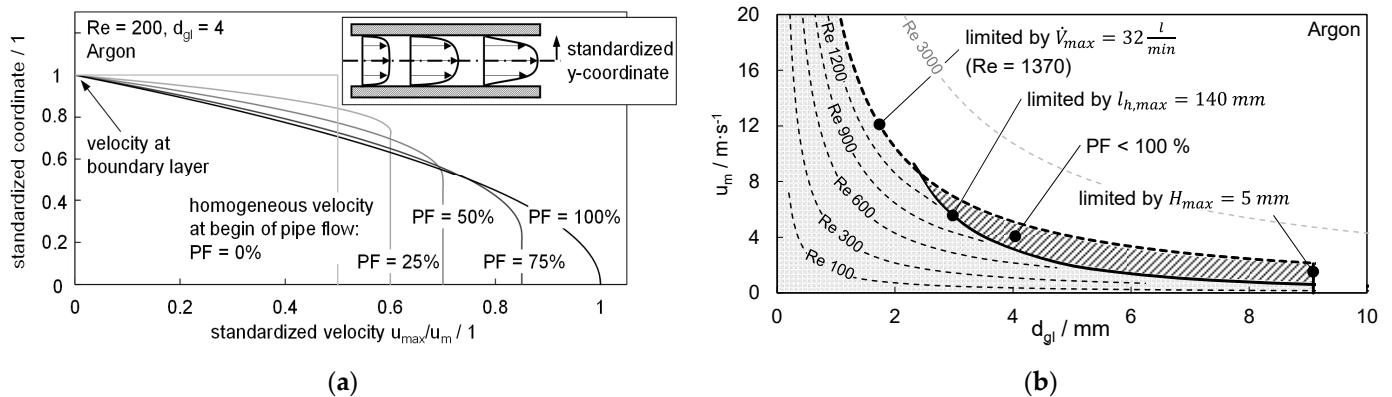 Re = 200, d_gl = 4
Argon
standardized
y-coordinate
velocity at
boundary layer
homogeneous velocity
at begin of pipe flow:
PF = 0%
PF = 25%
PF = 50%
PF = 75%
PF = 100%
standardized coordinate / 1
1
0.8
0.6
0.4
0.2
0
0
0.2
0.4
0.6
0.8
1
standardized velocity u_max/u_m / 1
(a)
Argon
limited by V̇_max = 32 l/min
(Re = 1370)
limited by l_h,max = 140 mm
PF < 100 %
limited by H_max = 5 mm
Re 3000
Re 1200
Re 900
Re 600
Re 300
Re 100
u_m / m·s⁻¹
20
16
12
8
4
0
0
2
4
6
8
10
d_gl / mm
(b)